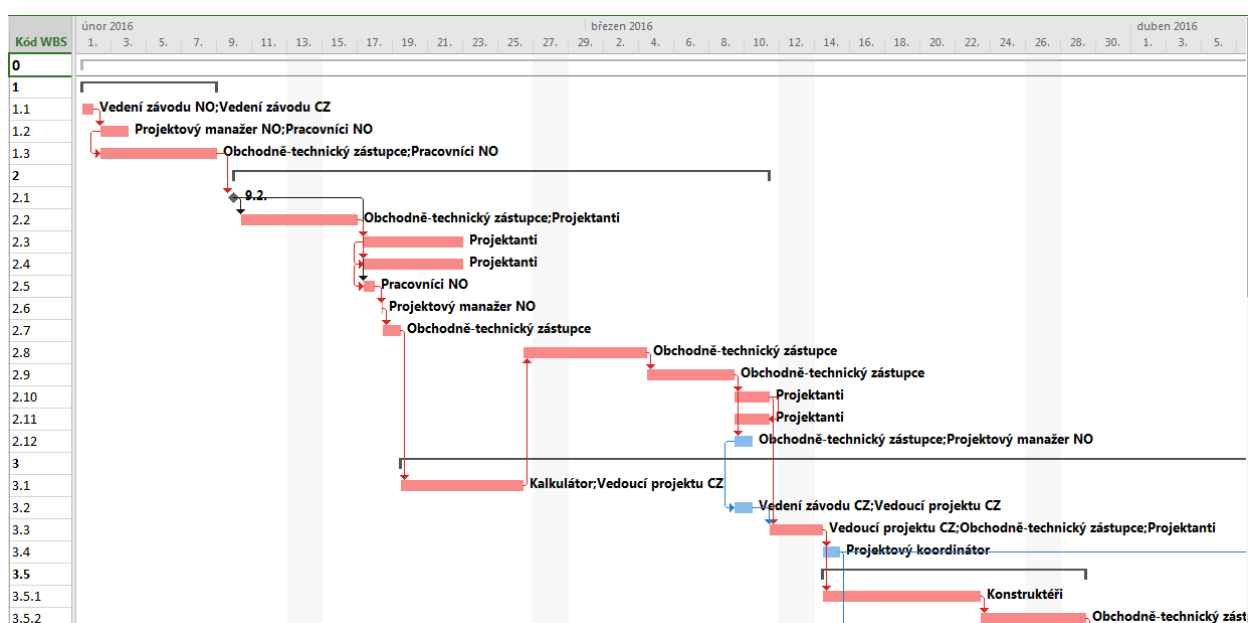 únor 2016 březen 2016 duben 2016
Kód WBS 1. 3. 5. 7. 9. 11. 13. 15. 17. 19. 21. 23. 25. 27. 29. 2. 4. 6. 8. 10. 12. 14. 16. 18. 20. 22. 24. 26. 28. 30. 1. 3. 5.
0
1
1.1 Vedení závodu NO;Vedení závodu CZ
1.2 Projektový manažer NO;Pracovníci NO
1.3 Obchodně-technický zástupce;Pracovníci NO
2
2.1 9.2.
2.2 Obchodně-technický zástupce;Projektanti
2.3 Projektanti
2.4 Projektanti
2.5 Pracovníci NO
2.6 Projektový manažer NO
2.7 Obchodně-technický zástupce
2.8 Obchodně-technický zástupce
2.9 Obchodně-technický zástupce
2.10 Projektanti
2.11 Projektanti
2.12 Obchodně-technický zástupce;Projektový manažer NO
3
3.1 Kalkulátor;Vedoucí projektu CZ
3.2 Vedení závodu CZ;Vedoucí projektu CZ
3.3 Vedoucí projektu CZ;Obchodně-technický zástupce;Projektanti
3.4 Projektový koordinátor
3.5
3.5.1 Konstruktéři
3.5.2 Obchodně-technický zást